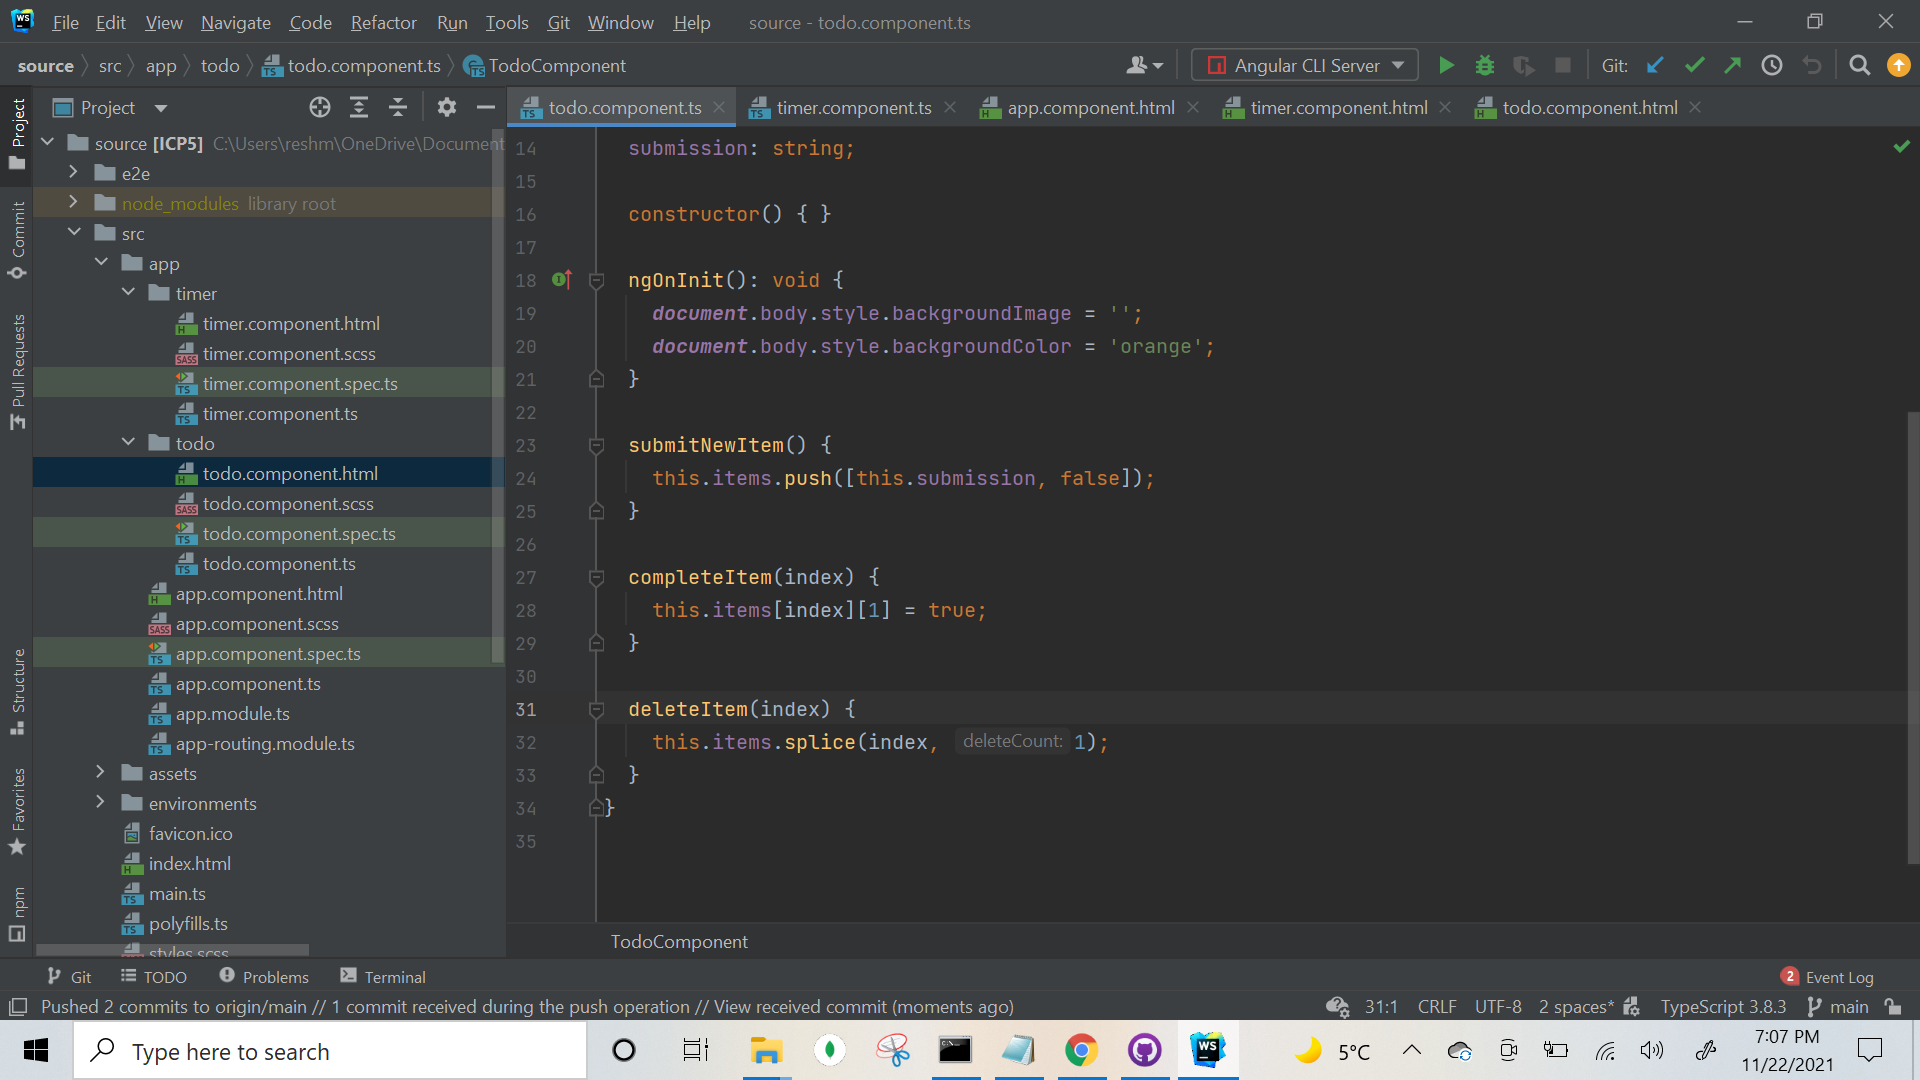 File Edit View Navigate Code Refactor Run Tools Git Window Help source - todo.component.ts
source src app todo todo.component.ts TodoComponent Angular CLI Server Git:
Project todo.component.ts timer.component.ts app.component.html timer.component.html todo.component.html
Project
Commit
Pull Requests
Structure
Favorites
npm
source [ICP5] C:\Users\reshm\OneDrive\Document
e2e
node_modules library root
src
app
timer
timer.component.html
timer.component.scss
timer.component.spec.ts
timer.component.ts
todo
todo.component.html
todo.component.scss
todo.component.spec.ts
todo.component.ts
app.component.html
app.component.scss
app.component.spec.ts
app.component.ts
app.module.ts
app-routing.module.ts
assets
environments
favicon.ico
index.html
main.ts
polyfills.ts
styles.scss
14 submission: string;
15
16 constructor() { }
17
18 ngOnInit(): void {
19 document.body.style.backgroundImage = '';
20 document.body.style.backgroundColor = 'orange';
21 }
22
23 submitNewItem() {
24 this.items.push([this.submission, false]);
25 }
26
27 completeItem(index) {
28 this.items[index][1] = true;
29 }
30
31 deleteItem(index) {
32 this.items.splice(index, deleteCount: 1);
33 }
34 }
35
TodoComponent
Git TODO Problems Terminal 2 Event Log
Pushed 2 commits to origin/main // 1 commit received during the push operation // View received commit (moments ago) 31:1 CRLF UTF-8 2 spaces* TypeScript 3.8.3 main
Type here to search 5°C 7:07 PM
11/22/2021